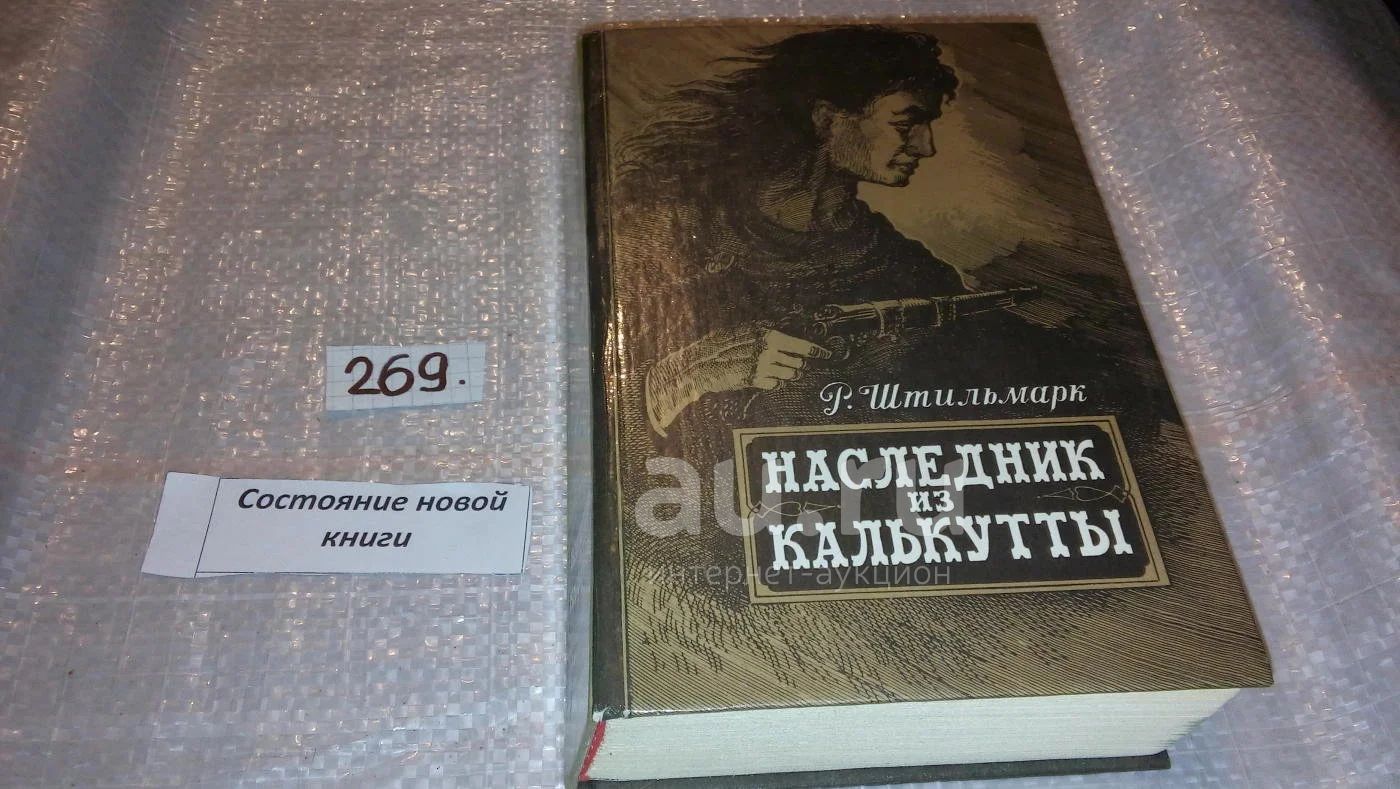 269.
Состояние новой
книги
Р. Штильмарк
НАСЛЕДНИК
ИЗ
КАЛЬКУТТЫ
au.ru
интернет-аукцион